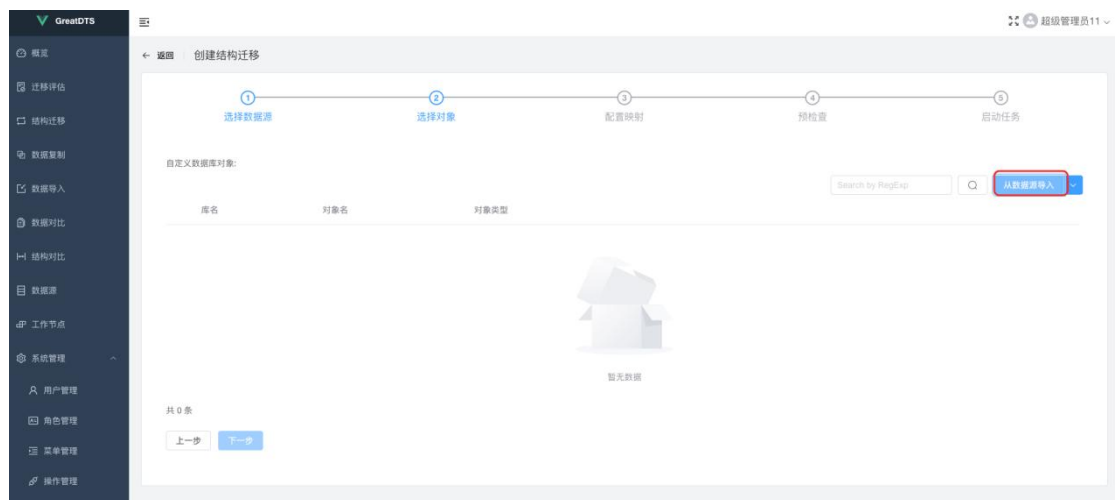 GreatDTS
超级管理员11
概览
迁移评估
结构迁移
数据复制
数据导入
数据对比
结构对比
数据源
工作节点
系统管理
用户管理
角色管理
菜单管理
操作管理
← 返回 创建结构迁移
1 2 3 4 5
选择数据源 选择对象 配置映射 预检查 启动任务
自定义数据库对象:
Search by RegExp 从数据源导入
库名 对象名 对象类型
暂无数据
共 0 条
上一步 下一步